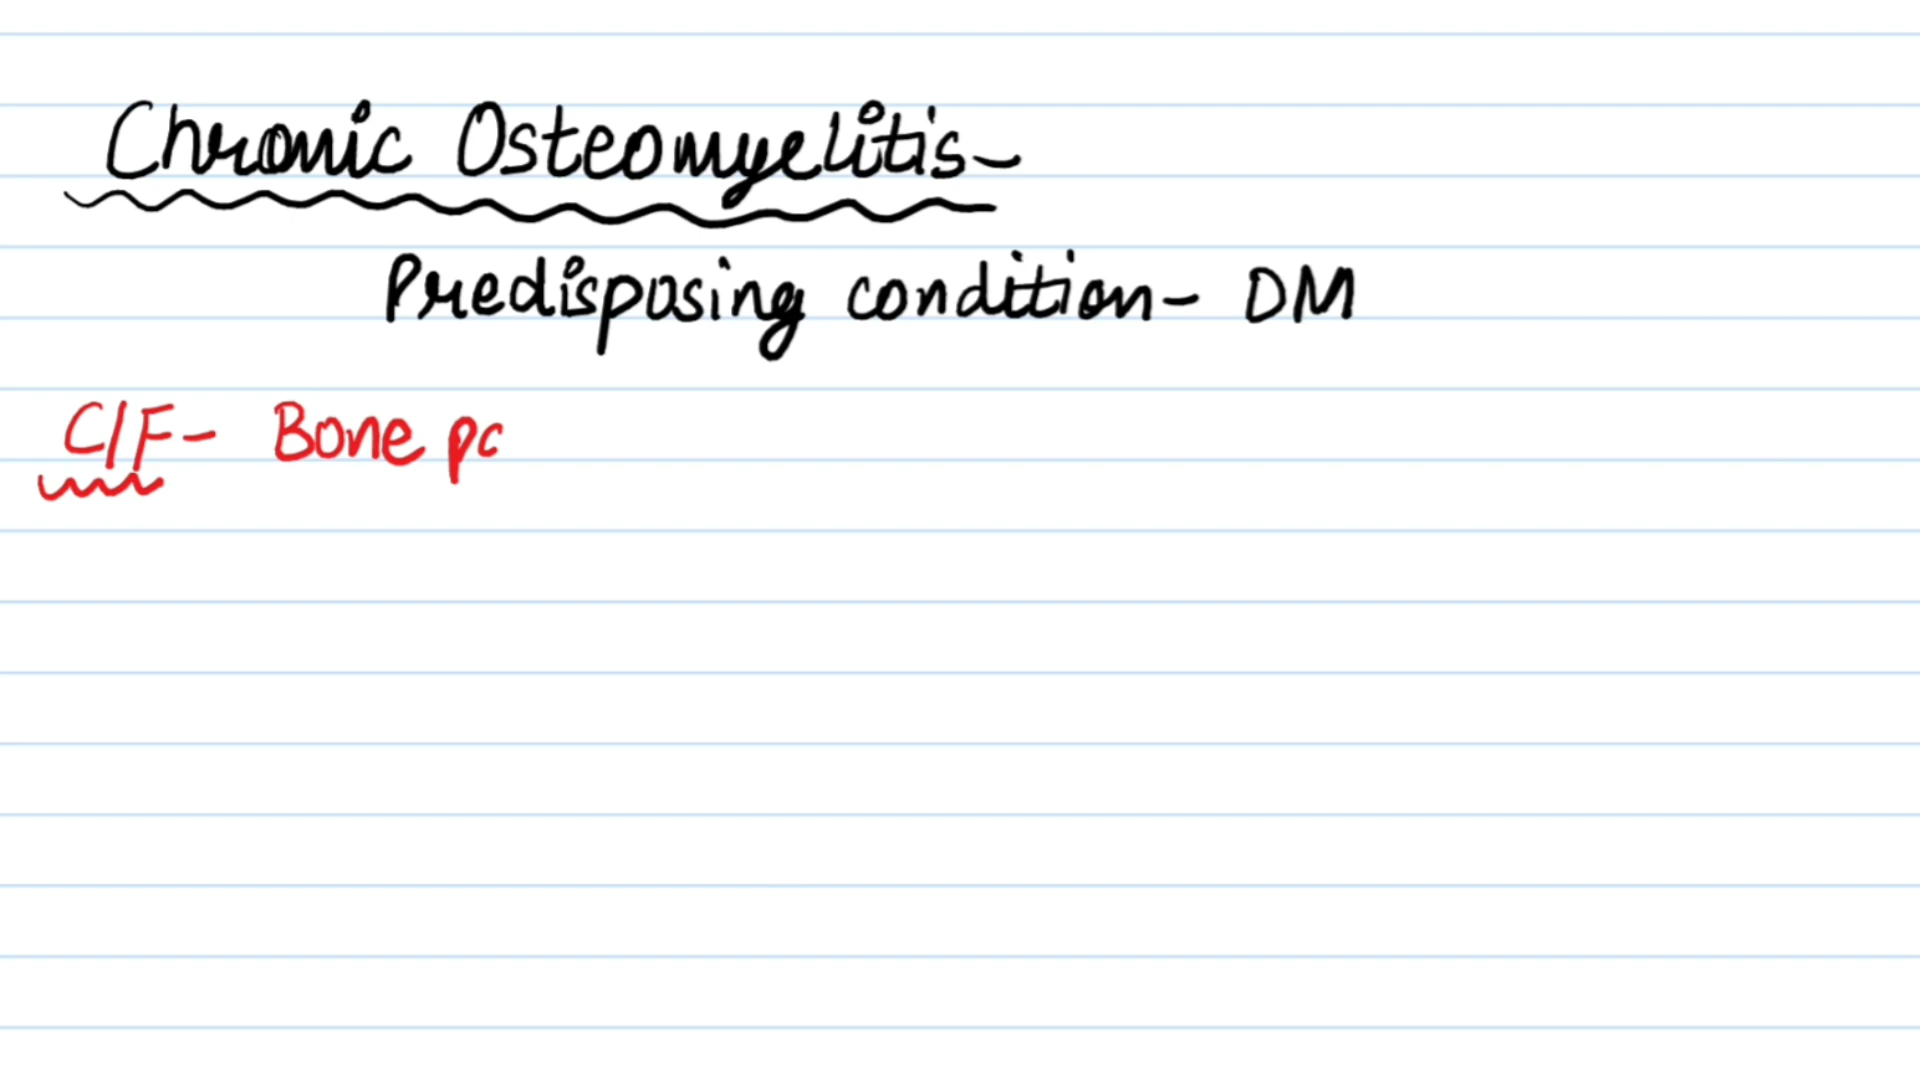 Chronic Osteomyelitis-
Predisposing condition- DM
C/F- Bone pc